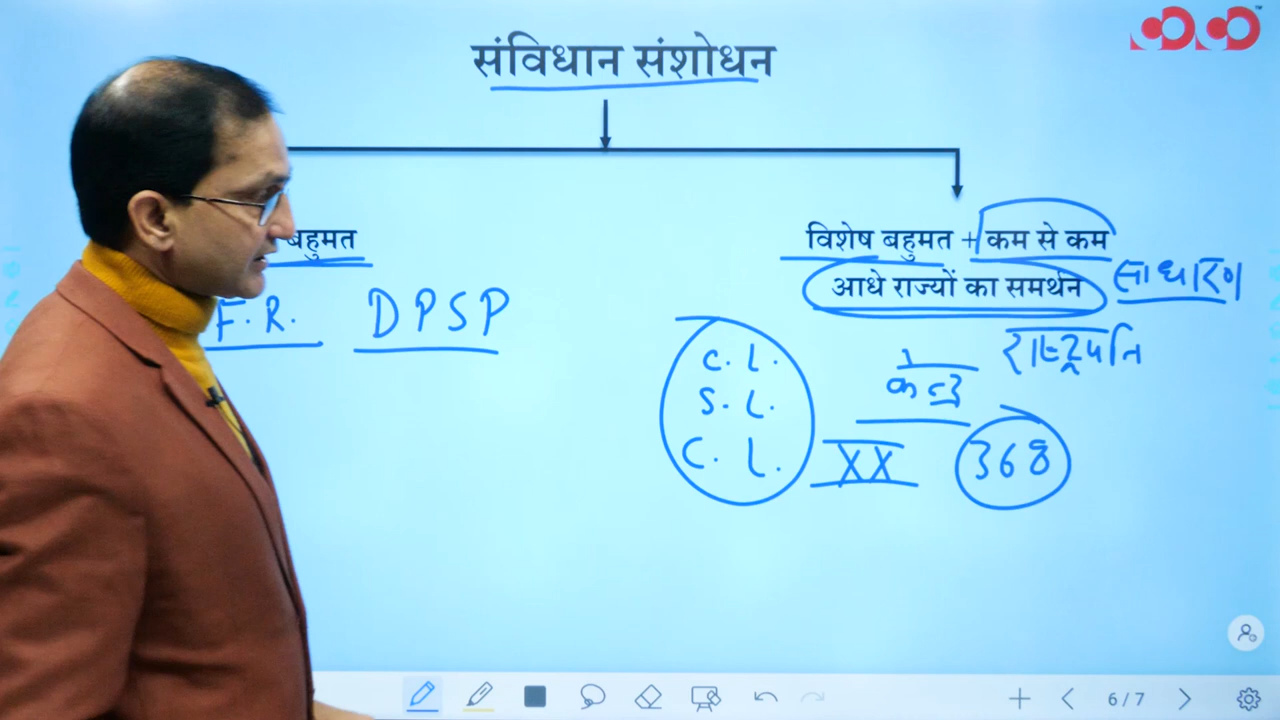 संविधान संशोधन
बहुमत
विशेष बहुमत + कम से कम
आधे राज्यों का समर्थन
साधारण
F.R. DPSP
राष्ट्रपति
C. L.
S. L.
C. L.
केन्द्र
XX
368
6/7